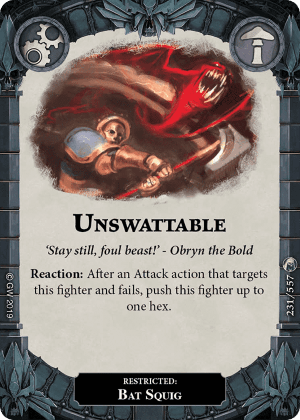 UNSWATTABLE
'Stay still, foul beast!' - Obryn the Bold
Reaction: After an Attack action that targets
this fighter and fails, push this fighter up to
one hex.
© GW 2019
231/557
RESTRICTED:
BAT SQUIG